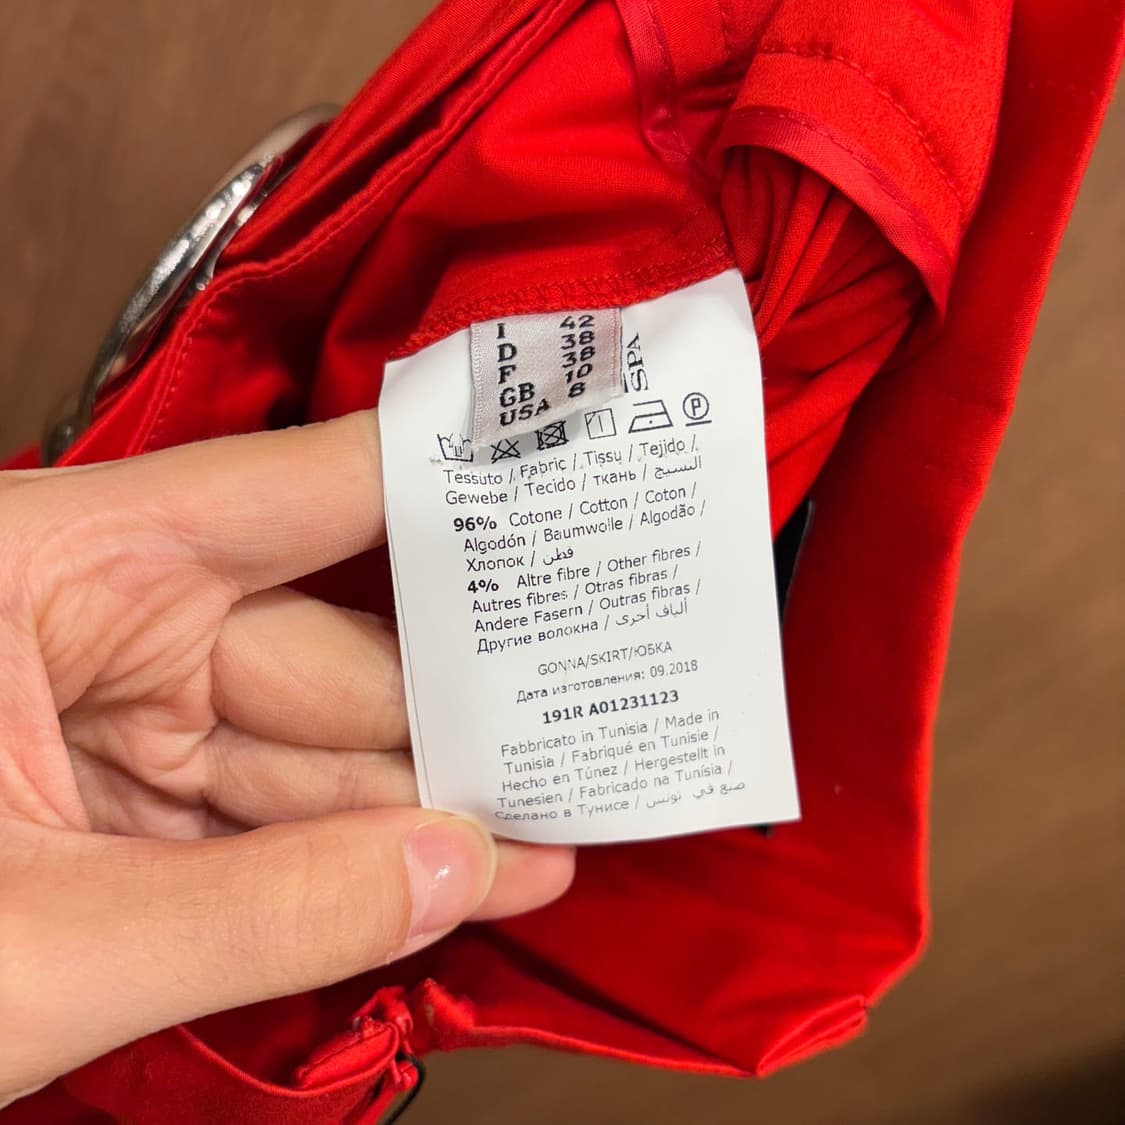 I 42
D 38
F 38
GB 10
USA 8
SPA
P
Tessuto / Fabric / Tissu / Tejido /
Gewebe / Tecido / ткань / النسيج
96% Cotone / Cotton / Coton /
Algodón / Baumwolle / Algodão /
Хлопок / قطن
4% Altre fibre / Other fibres /
Autres fibres / Otras fibras /
Andere Fasern / Outras fibras /
Другие волокна / ألياف أخرى
GONNA/SKIRT/ЮБКА
Дата изготовления: 09.2018
191R A01231123
Fabbricato in Tunisia / Made in
Tunisia / Fabriqué en Tunisie /
Hecho en Túnez / Hergestellt in
Tunesien / Fabricado na Tunísia /
Сделано в Тунисе / صنع في تونس